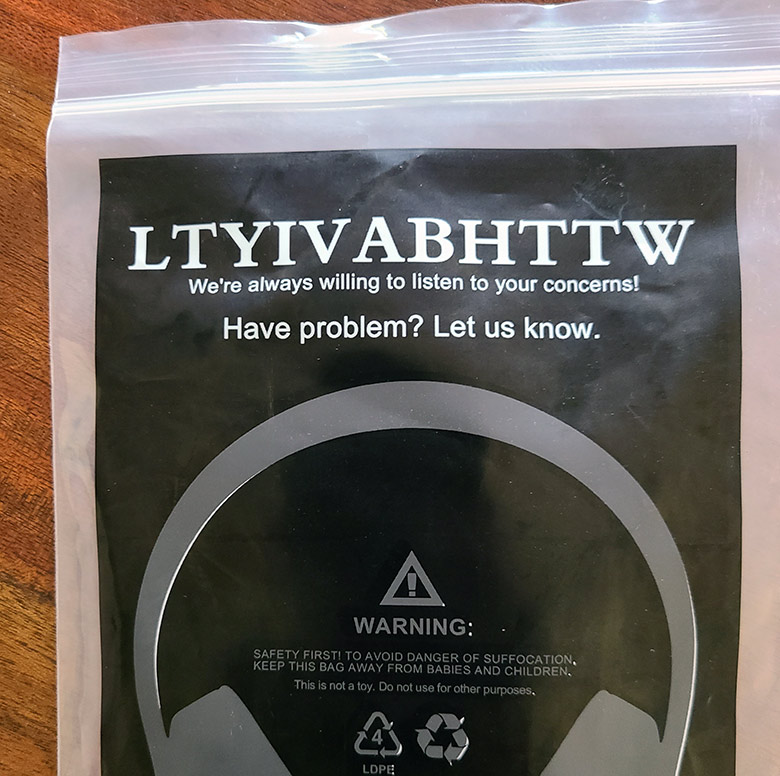 LTYIVABHTTW
We're always willing to listen to your concerns!
Have problem? Let us know.
WARNING:
SAFETY FIRST! TO AVOID DANGER OF SUFFOCATION,
KEEP THIS BAG AWAY FROM BABIES AND CHILDREN.
This is not a toy. Do not use for other purposes.
4
LDPE